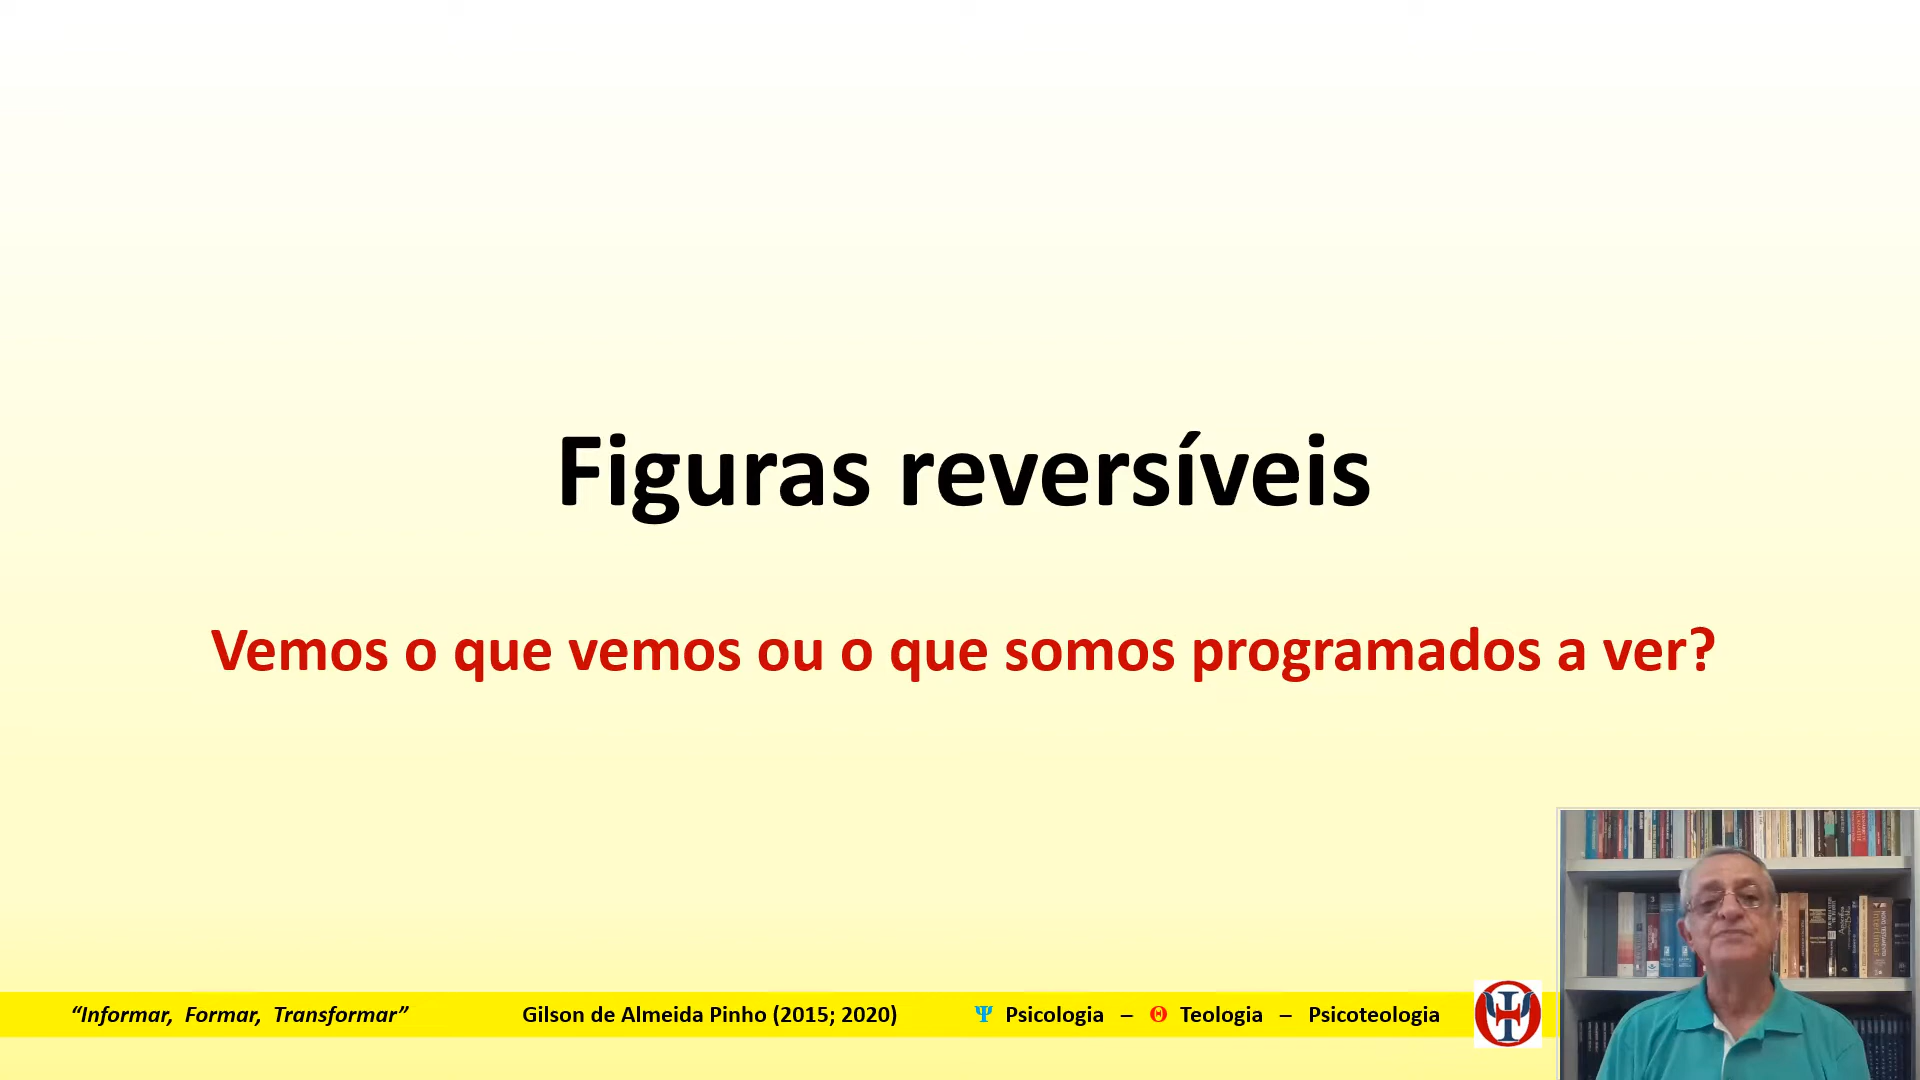 Figuras reversíveis
Vemos o que vemos ou o que somos programados a ver?
“Informar, Formar, Transformar” Gilson de Almeida Pinho (2015; 2020) Ψ Psicologia – Θ Teologia – Psicoteologia